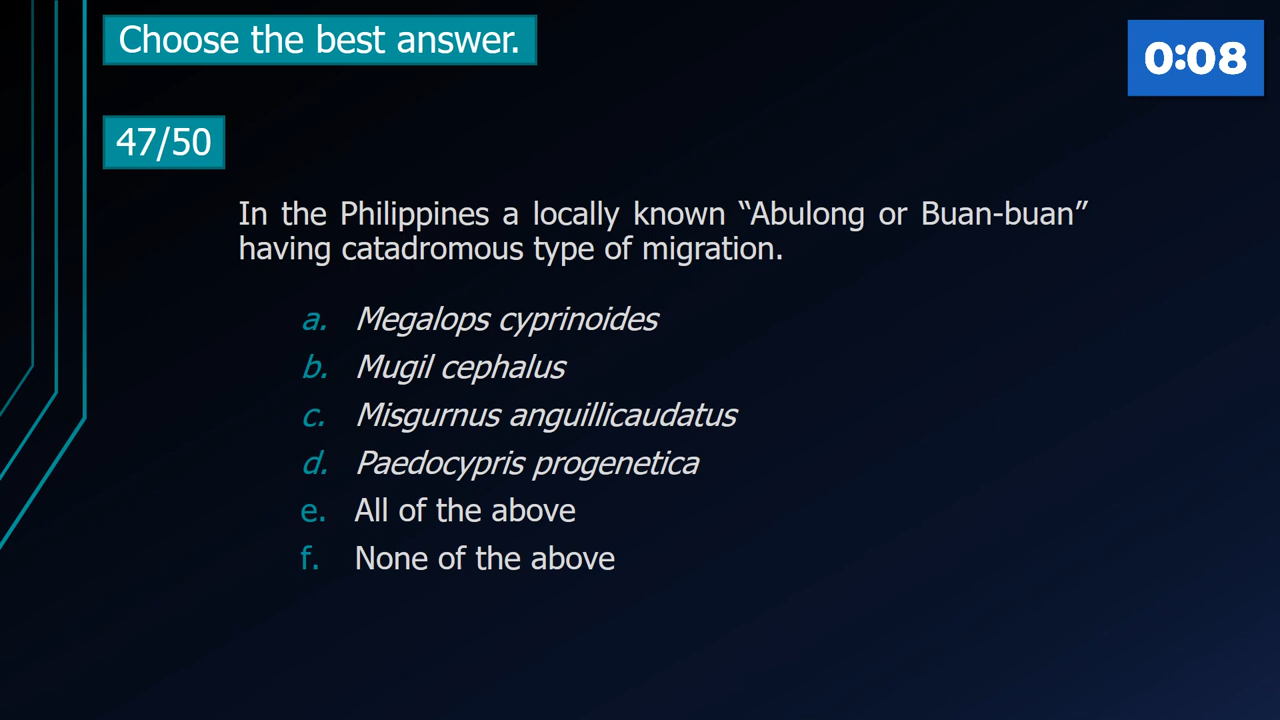 Choose the best answer.
0:08
47/50
In the Philippines a locally known “Abulong or Buan-buan”
having catadromous type of migration.
a. Megalops cyprinoides
b. Mugil cephalus
c. Misgurnus anguillicaudatus
d. Paedocypris progenetica
e. All of the above
f. None of the above